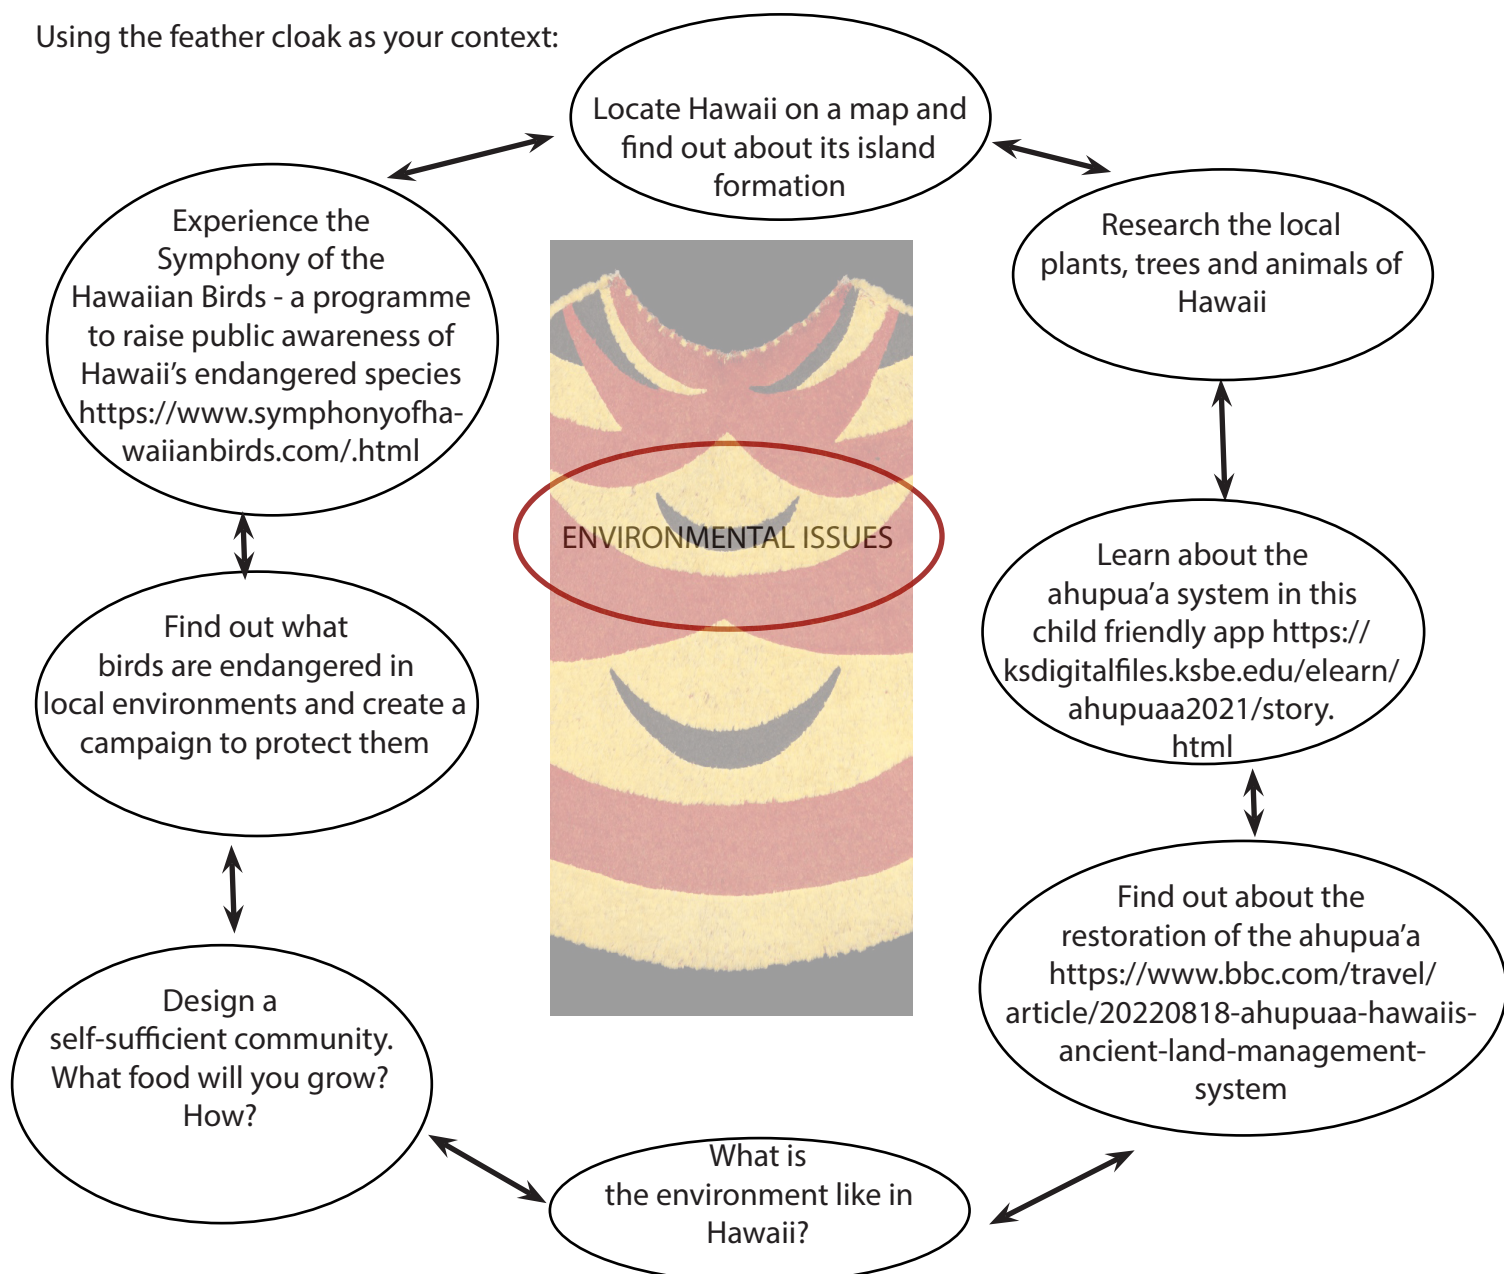 Using the feather cloak as your context:
Locate Hawaii on a map and
find out about its island
formation
Research the local
plants, trees and animals of
Hawaii
Learn about the
ahupua’a system in this
child friendly app https://
ksdigitalfiles.ksbe.edu/elearn/
ahupuaa2021/story.
html
Find out about the
restoration of the ahupua’a
https://www.bbc.com/travel/
article/20220818-ahupuaa-hawaiis-
ancient-land-management-
system
What is
the environment like in
Hawaii?
Design a
self-sufficient community.
What food will you grow?
How?
Find out what
birds are endangered in
local environments and create a
campaign to protect them
Experience the
Symphony of the
Hawaiian Birds - a programme
to raise public awareness of
Hawaii’s endangered species
https://www.symphonyofha-
waiianbirds.com/.html
ENVIRONMENTAL ISSUES